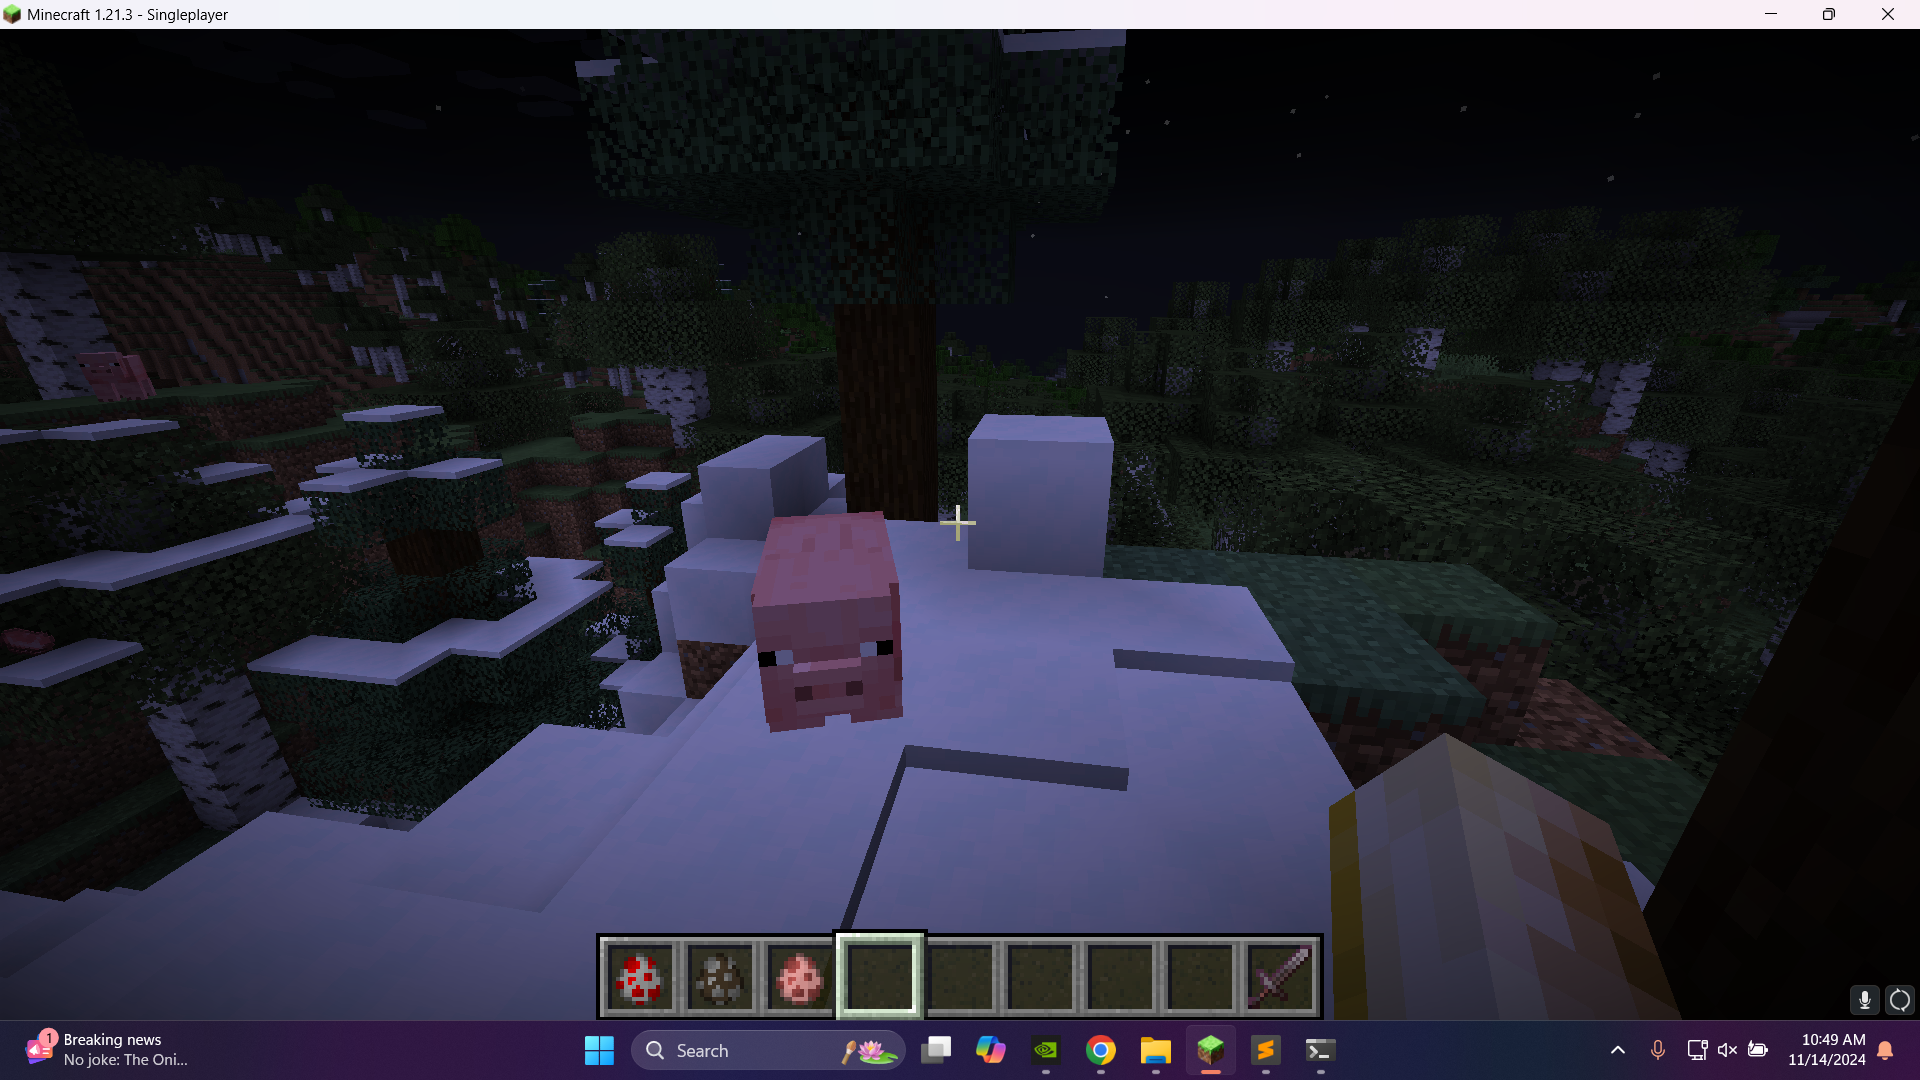 Minecraft 1.21.3 - Singleplayer
1
Breaking news
No joke: The Oni...
Search
10:49 AM
11/14/2024